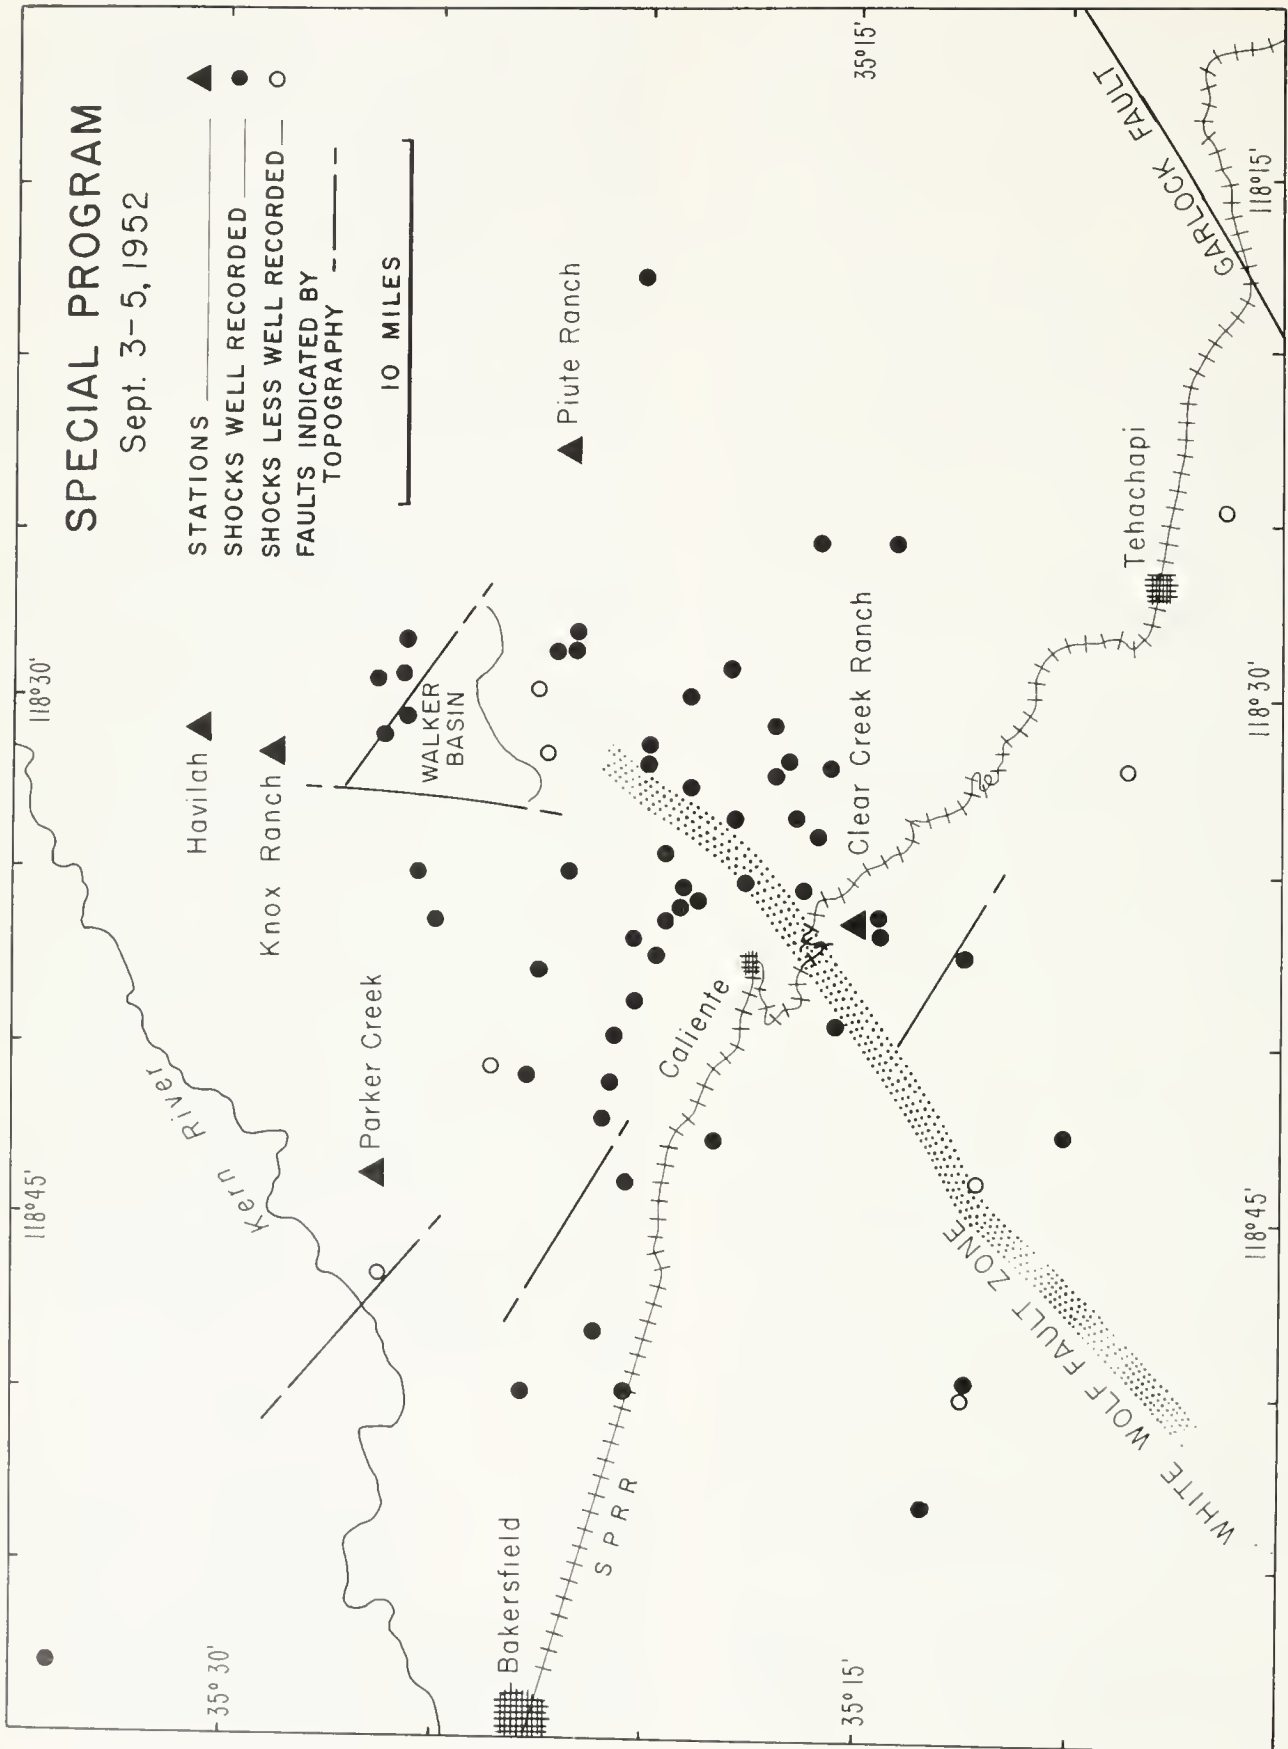 SPECIAL PROGRAM
Sept. 3-5, 1952
STATIONS
SHOCKS WELL RECORDED
SHOCKS LESS WELL RECORDED
FAULTS INDICATED BY
TOPOGRAPHY
10 MILES
118°45'
118°30'
35°30'
Kern River
Havilah
Knox Ranch
Parker Creek
WALKER
BASIN
Piute Ranch
Bakersfield
SPRR
Caliente
Clear Creek Ranch
35°15'
35°15'
Tehachapi
WHITE WOLF FAULT ZONE
GARLOCK FAULT
118°45'
118°30'
118°15'